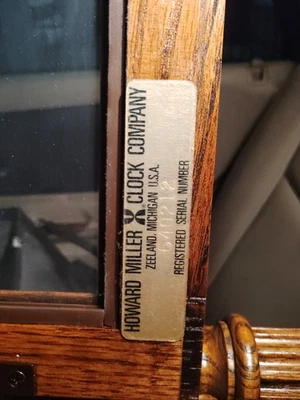 HOWARD MILLER CLOCK COMPANY
ZEELAND, MICHIGAN U.S.A.
REGISTERED SERIAL NUMBER